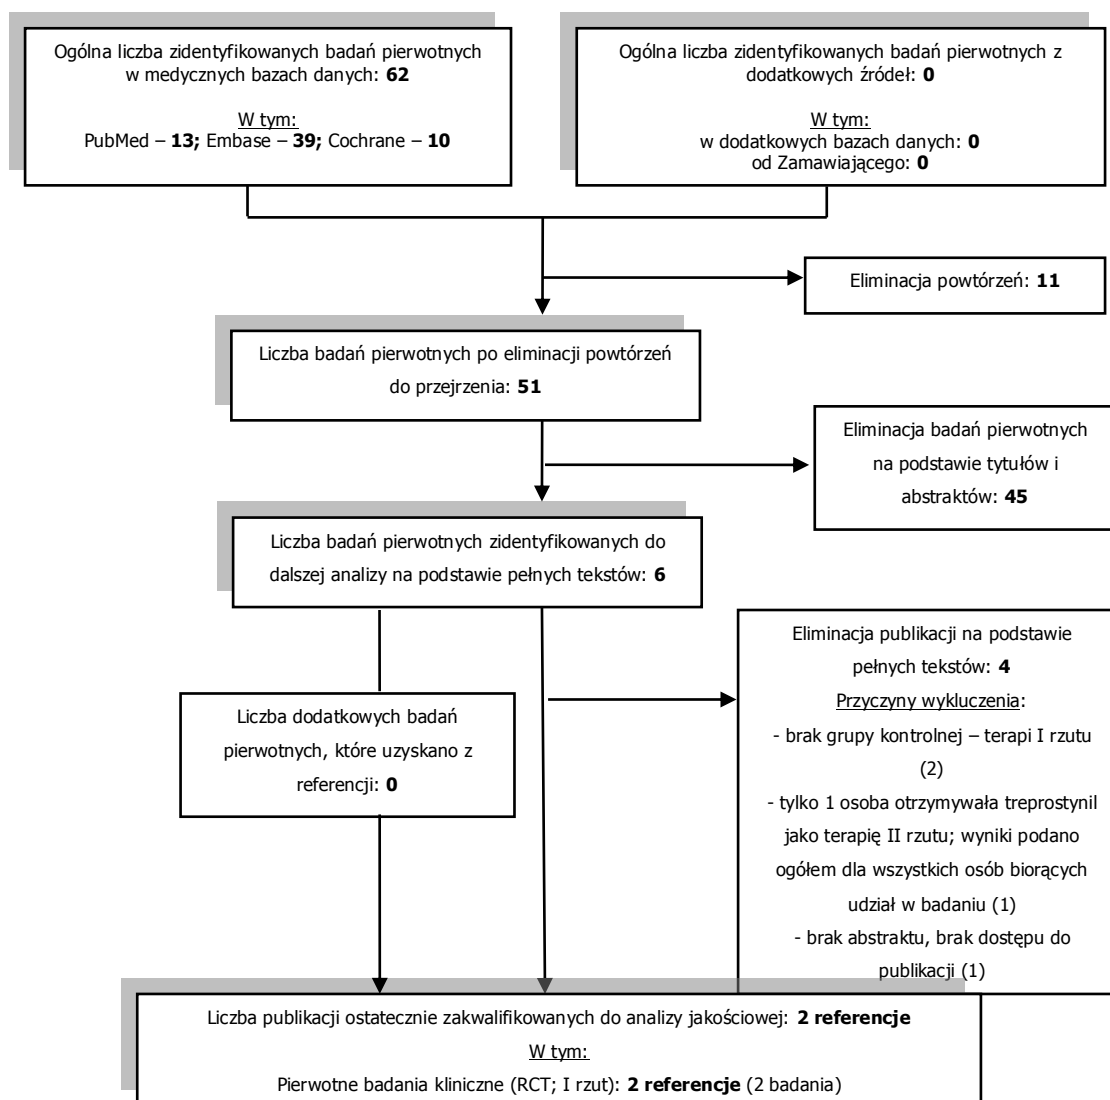 Ogólna liczba zidentyfikowanych badań pierwotnych
w medycznych bazach danych: 62
W tym:
PubMed – 13; Embase – 39; Cochrane – 10
Ogólna liczba zidentyfikowanych badań pierwotnych z
dodatkowych źródeł: 0
W tym:
w dodatkowych bazach danych: 0
od Zamawiającego: 0
Eliminacja powtórzeń: 11
Liczba badań pierwotnych po eliminacji powtórzeń
do przejrzenia: 51
Eliminacja badań pierwotnych
na podstawie tytułów i
abstraktów: 45
Liczba badań pierwotnych zidentyfikowanych do
dalszej analizy na podstawie pełnych tekstów: 6
Eliminacja publikacji na podstawie
pełnych tekstów: 4
Przyczyny wykluczenia:
- brak grupy kontrolnej – terapi I rzutu
(2)
- tylko 1 osoba otrzymywała treprostynil
jako terapię II rzutu; wyniki podano
ogółem dla wszystkich osób biorących
udział w badaniu (1)
- brak abstraktu, brak dostępu do
publikacji (1)
Liczba dodatkowych badań
pierwotnych, które uzyskano z
referencji: 0
Liczba publikacji ostatecznie zakwalifikowanych do analizy jakościowej: 2 referencje
W tym:
Pierwotne badania kliniczne (RCT; I rzut): 2 referencje (2 badania)